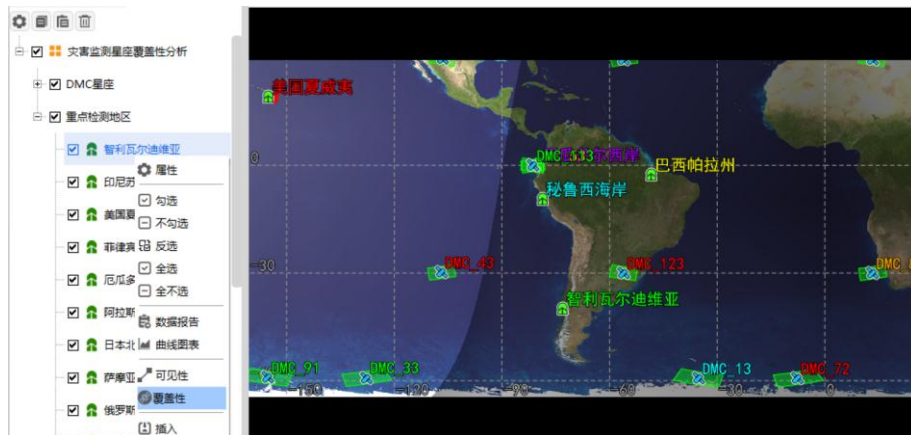 灾害监测星座覆盖性分析
DMC星座
重点检测地区
智利瓦尔迪维亚
印尼苏
美国夏
菲律宾
厄瓜多
阿拉斯
日本北
萨摩亚
俄罗斯
属性
勾选
不勾选
反选
全选
全不选
数据报告
曲线图表
可见性
覆盖性
插入
美国夏威夷
0
巴西帕拉州
秘鲁西海岸
-30
DMC_43
DMC_123
智利瓦尔迪维亚
DMC_91
DMC_33
DMC_13
DMC_72
-150
-120
-90
-60
-30
0